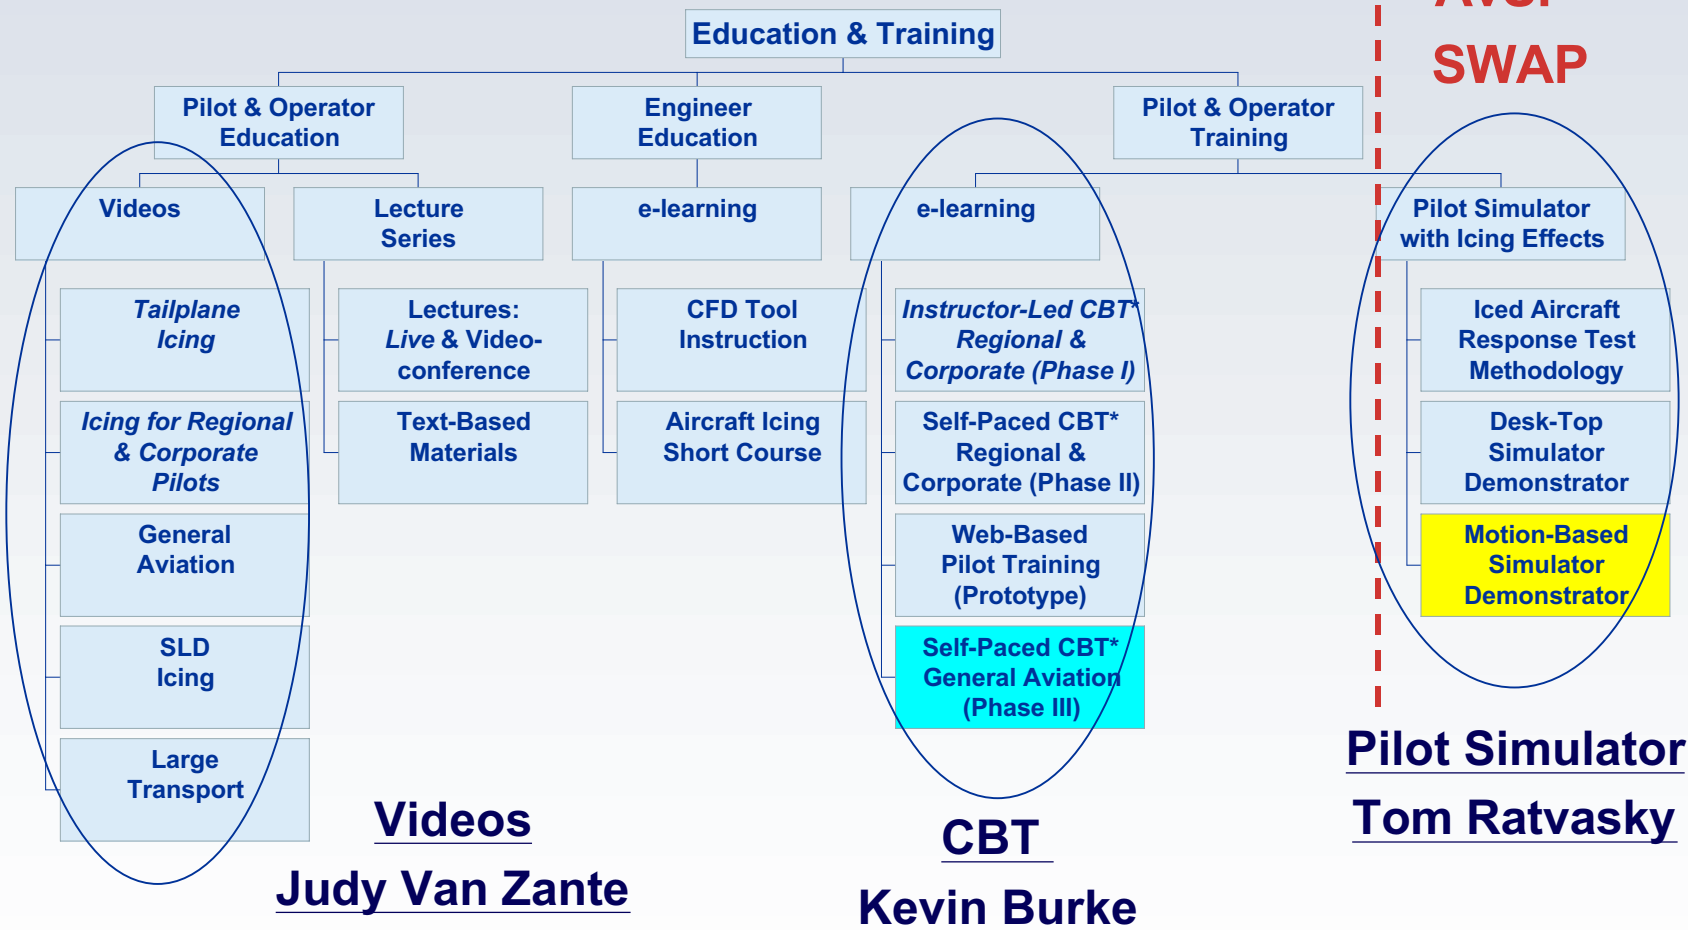 SWAP
Education & Training
Pilot & Operator
Education
Engineer
Education
Pilot & Operator
Training
Videos
Lecture
Series
e-learning
e-learning
Pilot Simulator
with Icing Effects
Tailplane
Icing
Icing for Regional
& Corporate
Pilots
General
Aviation
SLD
Icing
Large
Transport
Lectures:
Live & Video-
conference
Text-Based
Materials
CFD Tool
Instruction
Aircraft Icing
Short Course
Instructor-Led CBT*
Regional &
Corporate (Phase I)
Self-Paced CBT*
Regional &
Corporate (Phase II)
Web-Based
Pilot Training
(Prototype)
Self-Paced CBT*
General Aviation
(Phase III)
Iced Aircraft
Response Test
Methodology
Desk-Top
Simulator
Demonstrator
Motion-Based
Simulator
Demonstrator
Videos
Judy Van Zante
CBT
Kevin Burke
Pilot Simulator
Tom Ratvasky